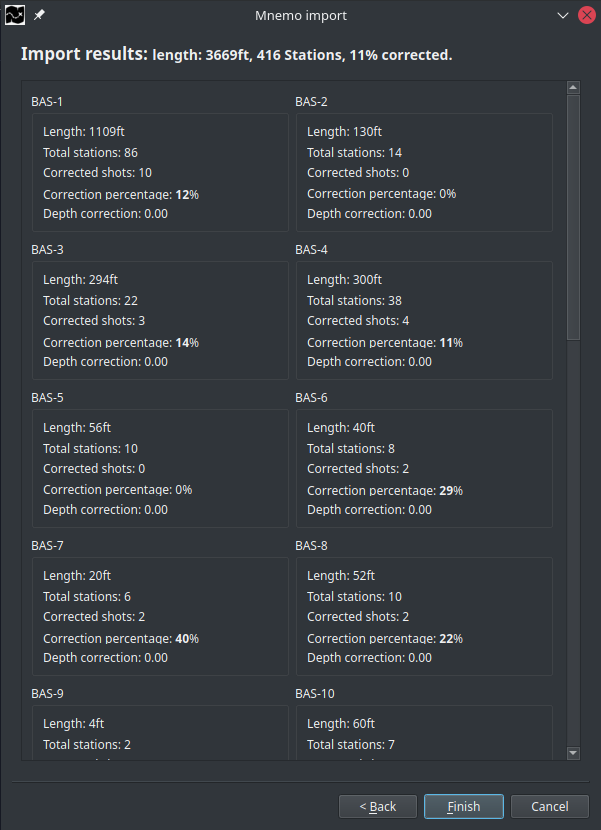 Mnemo import
Import results: length: 3669ft, 416 Stations, 11% corrected.
BAS-1
Length: 1109ft
Total stations: 86
Corrected shots: 10
Correction percentage: 12%
Depth correction: 0.00
BAS-2
Length: 130ft
Total stations: 14
Corrected shots: 0
Correction percentage: 0%
Depth correction: 0.00
BAS-3
Length: 294ft
Total stations: 22
Corrected shots: 3
Correction percentage: 14%
Depth correction: 0.00
BAS-4
Length: 300ft
Total stations: 38
Corrected shots: 4
Correction percentage: 11%
Depth correction: 0.00
BAS-5
Length: 56ft
Total stations: 10
Corrected shots: 0
Correction percentage: 0%
Depth correction: 0.00
BAS-6
Length: 40ft
Total stations: 8
Corrected shots: 2
Correction percentage: 29%
Depth correction: 0.00
BAS-7
Length: 20ft
Total stations: 6
Corrected shots: 2
Correction percentage: 40%
Depth correction: 0.00
BAS-8
Length: 52ft
Total stations: 10
Corrected shots: 2
Correction percentage: 22%
Depth correction: 0.00
BAS-9
Length: 4ft
Total stations: 2
BAS-10
Length: 60ft
Total stations: 7
< Back
Finish
Cancel